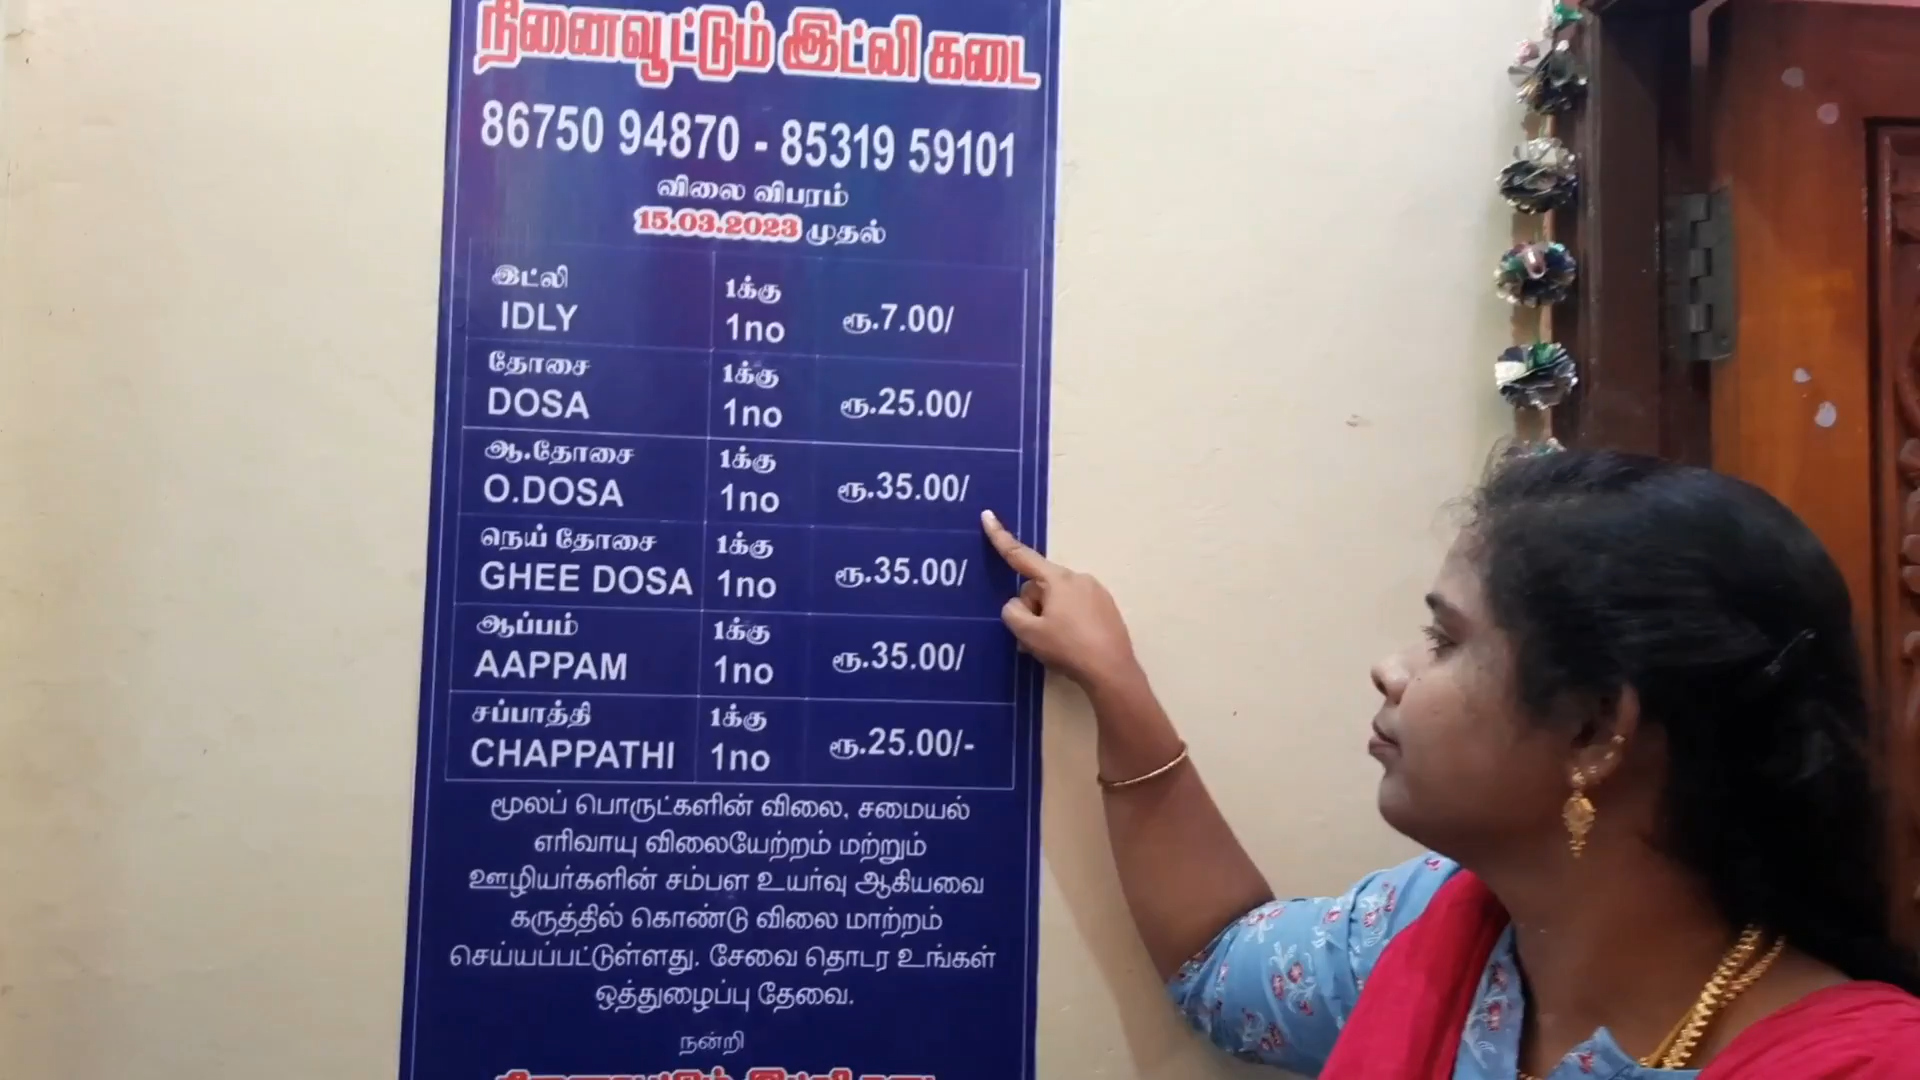 நினைவூட்டும் இட்லி கடை
86750 94870 - 85319 59101
விலை விபரம்
15.03.2023 முதல்
இட்லி 1க்கு
IDLY 1no ரூ.7.00/
தோசை 1க்கு
DOSA 1no ரூ.25.00/
ஆ.தோசை 1க்கு
O.DOSA 1no ரூ.35.00/
நெய் தோசை 1க்கு
GHEE DOSA 1no ரூ.35.00/
ஆப்பம் 1க்கு
AAPPAM 1no ரூ.35.00/
சப்பாத்தி 1க்கு
CHAPPATHI 1no ரூ.25.00/-
மூலப் பொருட்களின் விலை, சமையல்
எரிவாயு விலையேற்றம் மற்றும்
ஊழியர்களின் சம்பள உயர்வு ஆகியவை
கருத்தில் கொண்டு விலை மாற்றம்
செய்யப்பட்டுள்ளது. சேவை தொடர உங்கள்
ஒத்துழைப்பு தேவை.
நன்றி